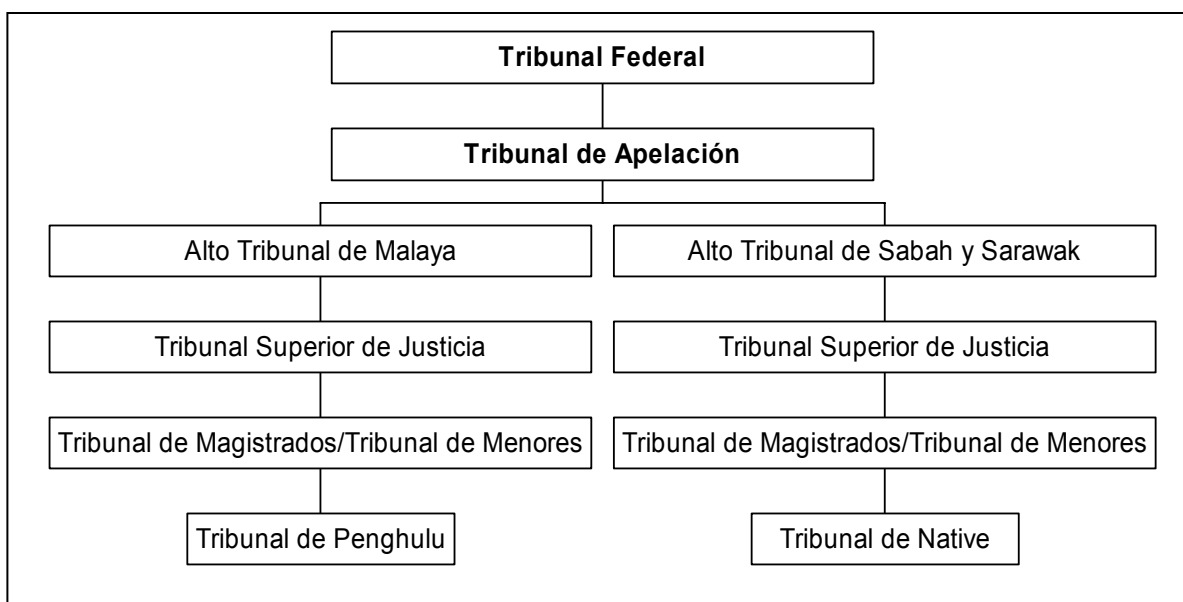 Tribunal Federal
Tribunal de Apelación
Alto Tribunal de Malaya
Alto Tribunal de Sabah y Sarawak
Tribunal Superior de Justicia
Tribunal Superior de Justicia
Tribunal de Magistrados/Tribunal de Menores
Tribunal de Magistrados/Tribunal de Menores
Tribunal de Penghulu
Tribunal de Native